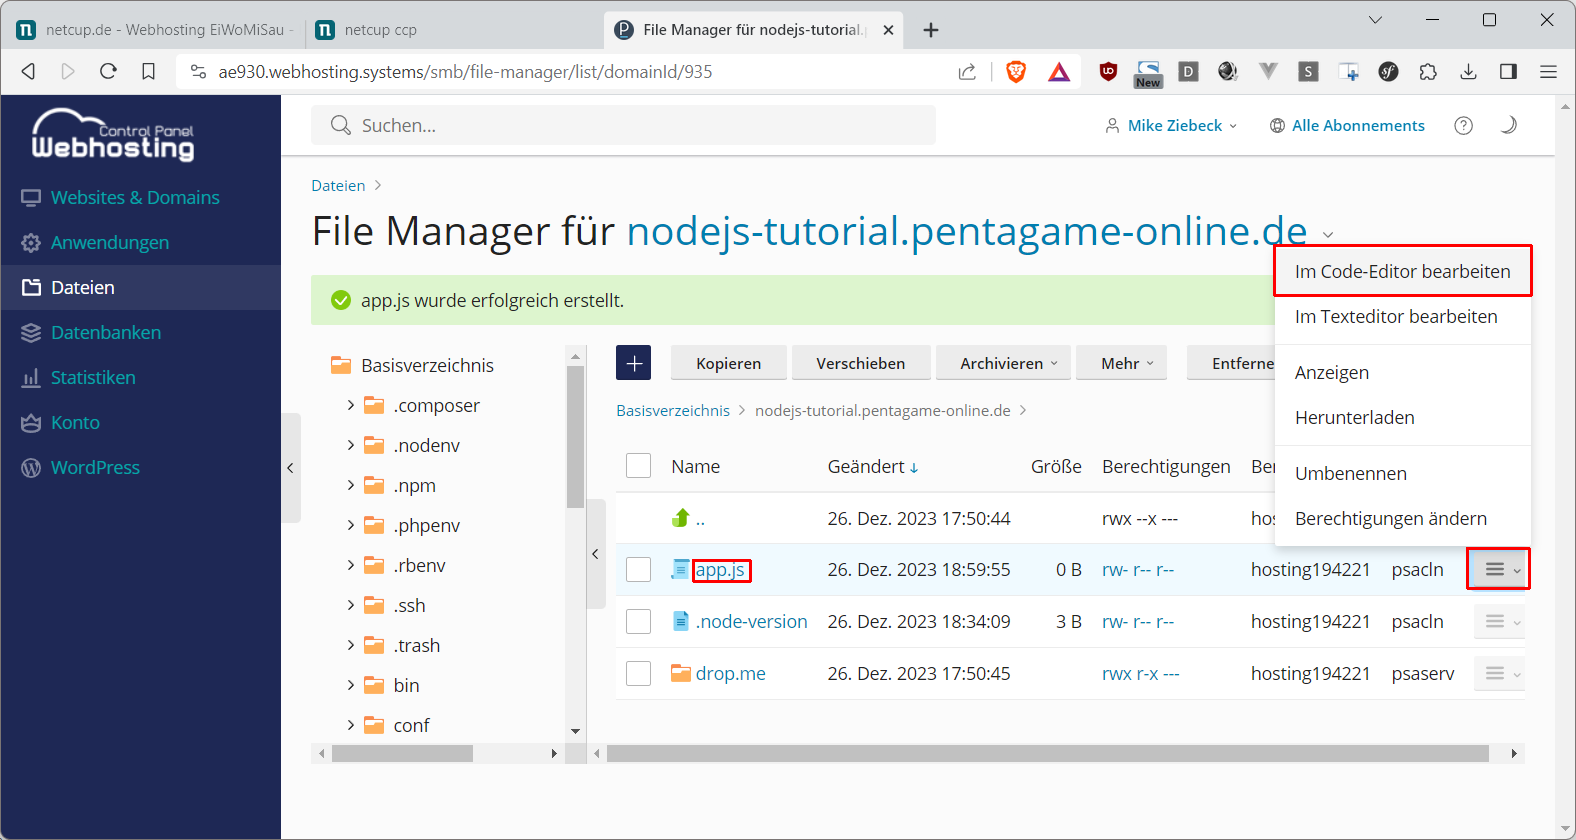 netcup.de - Webhosting EiWoMiSau -
netcup ccp
File Manager für nodejs-tutorial.
ae930.webhosting.systems/smb/file-manager/list/domainId/935
New
Control Panel
Webhosting
Suchen...
Mike Ziebeck
Alle Abonnements
Websites & Domains
Anwendungen
Dateien
Datenbanken
Statistiken
Konto
WordPress
Dateien
File Manager für nodejs-tutorial.pentagame-online.de
app.js wurde erfolgreich erstellt.
Im Code-Editor bearbeiten
Im Texteditor bearbeiten
Anzeigen
Herunterladen
Umbenennen
Berechtigungen ändern
Basisverzeichnis
.composer
.nodenv
.npm
.phpenv
.rbenv
.ssh
.trash
bin
conf
Kopieren Verschieben Archivieren Mehr Entferne
Basisverzeichnis > nodejs-tutorial.pentagame-online.de >
Name Geändert ↓ Größe Berechtigungen Ber
.. 26. Dez. 2023 17:50:44 rwx --x --- hos
app.js 26. Dez. 2023 18:59:55 0 B rw- r-- r-- hosting194221 psacln
.node-version 26. Dez. 2023 18:34:09 3 B rw- r-- r-- hosting194221 psacln
drop.me 26. Dez. 2023 17:50:45 rwx r-x --- hosting194221 psaserv